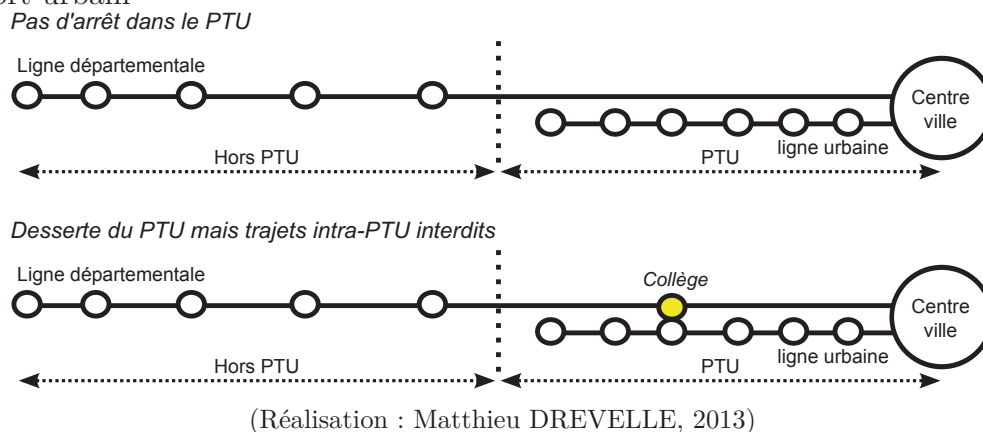 Pas d'arrêt dans le PTU
Ligne départementale
Centre
ville
ligne urbaine
Hors PTU
PTU
Desserte du PTU mais trajets intra-PTU interdits
Ligne départementale
Collège
Centre
ville
ligne urbaine
Hors PTU
PTU
(Réalisation : Matthieu DREVELLE, 2013)